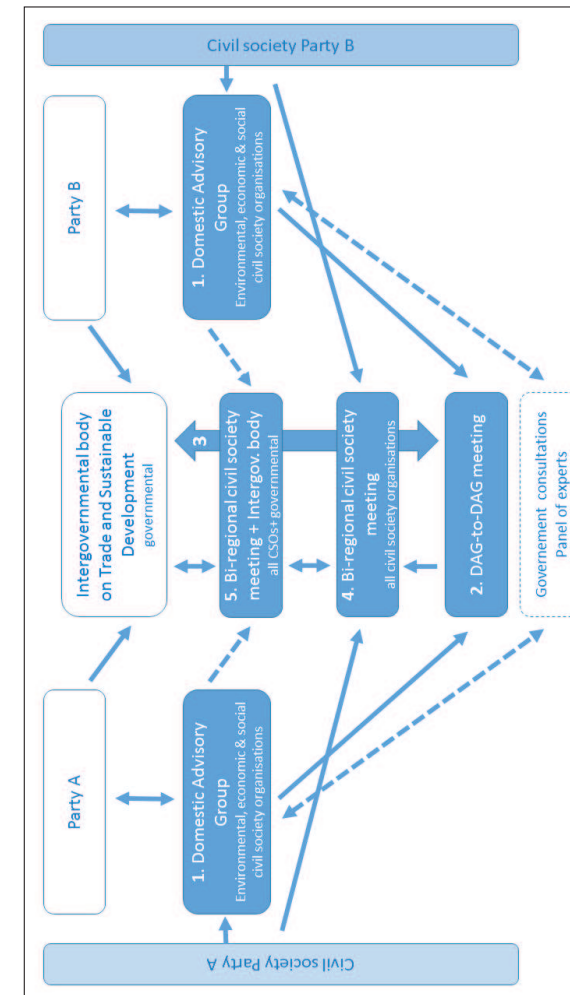 Civil society Party A
Party A
1. Domestic Advisory
Group
Environmental, economic & social
civil society organisations
Intergovernmental body
on Trade and Sustainable
Development
governmental
3
5. Bi-regional civil society
meeting + Intergov. body
all CSOs+ governmental
4. Bi-regional civil society
meeting
all civil society organisations
2. DAG-to-DAG meeting
Governement consultations
Panel of experts
Party B
1. Domestic Advisory
Group
Environmental, economic & social
civil society organisations
Civil society Party B